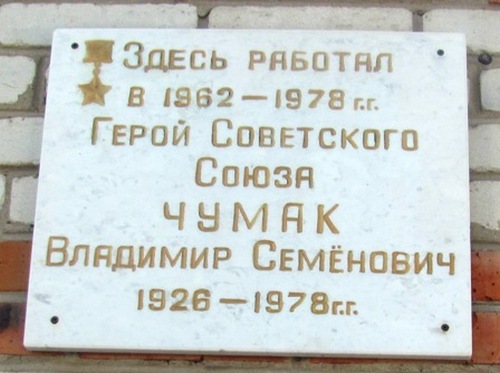 Здесь работал
в 1962 – 1978 г.г.
Герой Советского
Союза
ЧУМАК
Владимир Семёнович
1926 – 1978 г.г.